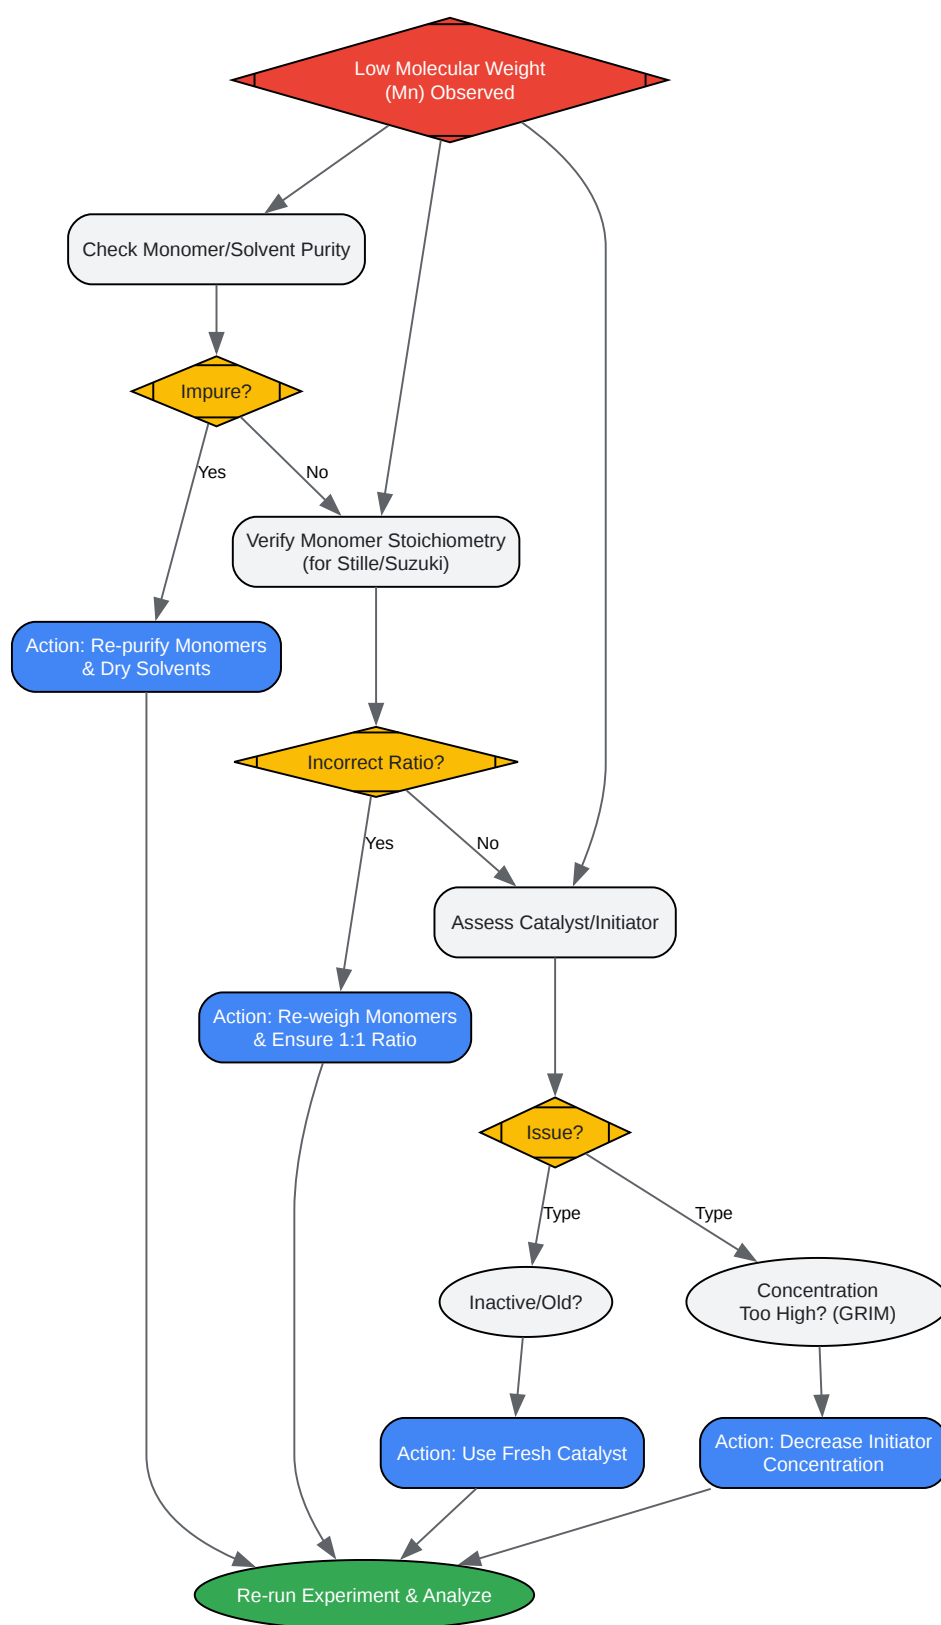 Low Molecular Weight
(Mn) Observed
Check Monomer/Solvent Purity
Impure?
Yes
No
Verify Monomer Stoichiometry
(for Stille/Suzuki)
Action: Re-purify Monomers
& Dry Solvents
Incorrect Ratio?
Yes
No
Assess Catalyst/Initiator
Action: Re-weigh Monomers
& Ensure 1:1 Ratio
Issue?
Type
Type
Inactive/Old?
Concentration
Too High? (GRIM)
Action: Use Fresh Catalyst
Action: Decrease Initiator
Concentration
Re-run Experiment & Analyze